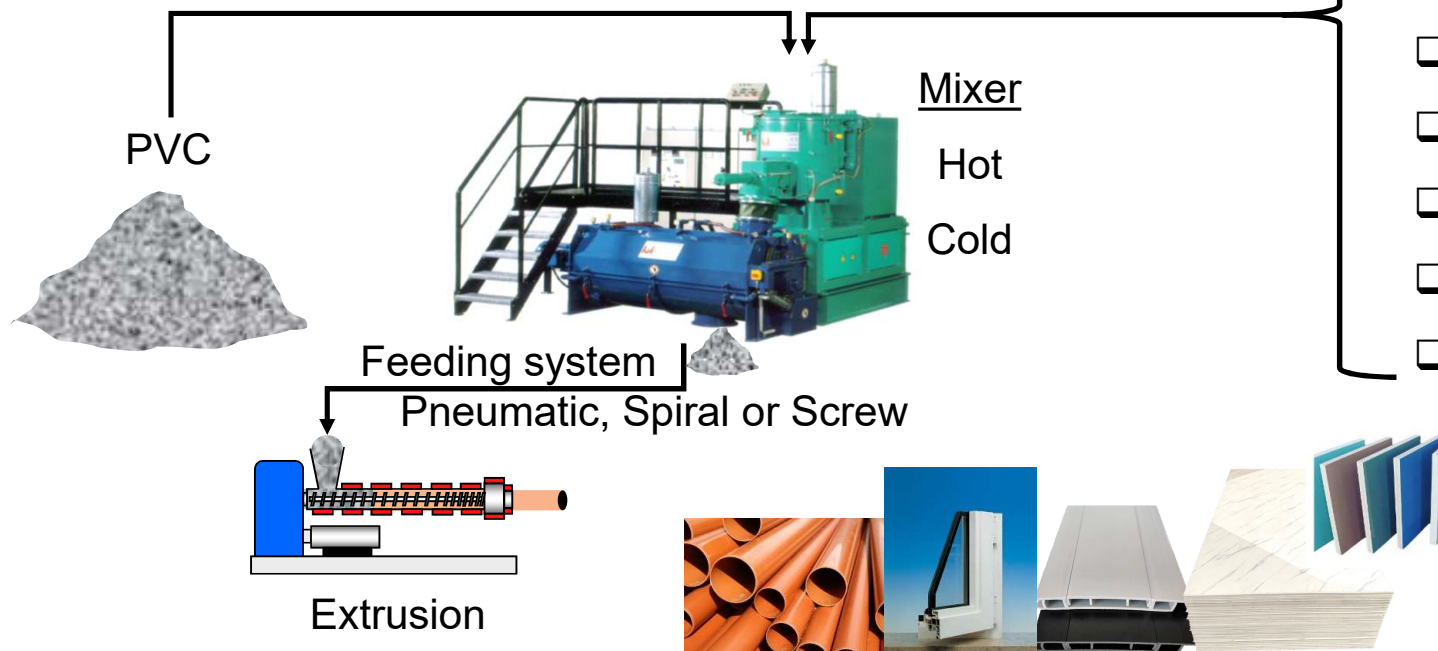 PVC
Mixer
Hot
Cold
Feeding system
Pneumatic, Spiral or Screw
Extrusion